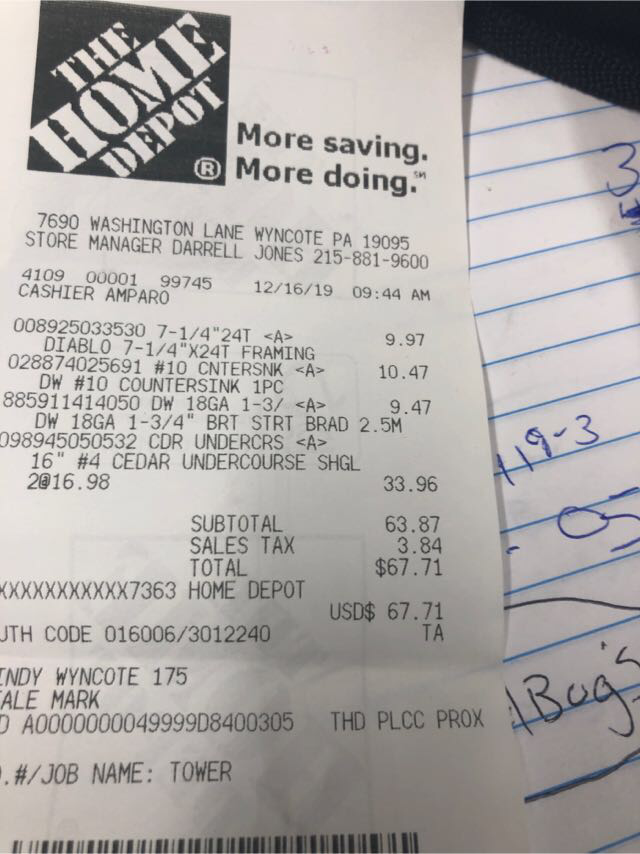 THE
HOME
DEPOT
®
More saving.
More doing.℠
7690 WASHINGTON LANE WYNCOTE PA 19095
STORE MANAGER DARRELL JONES 215-881-9600
4109 00001 99745 12/16/19 09:44 AM
CASHIER AMPARO
008925033530 7-1/4"24T <A> 9.97
DIABLO 7-1/4"X24T FRAMING
028874025691 #10 CNTERSNK <A> 10.47
DW #10 COUNTERSINK 1PC
885911414050 DW 18GA 1-3/ <A> 9.47
DW 18GA 1-3/4" BRT STRT BRAD 2.5M
098945050532 CDR UNDERCRS <A>
16" #4 CEDAR UNDERCOURSE SHGL
2@16.98 33.96
SUBTOTAL 63.87
SALES TAX 3.84
TOTAL $67.71
XXXXXXXXXXXX7363 HOME DEPOT
USD$ 67.71
UTH CODE 016006/3012240 TA
INDY WYNCOTE 175
ALE MARK
D A0000000049999D8400305 THD PLCC PROX
.#/JOB NAME: TOWER
3
119-3
05
Bog's